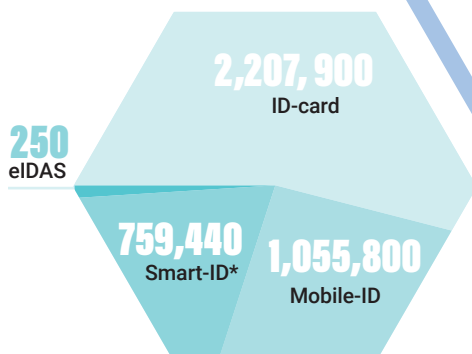 2,207, 900
ID-card
250
eIDAS
759,440
Smart-ID*
1,055,800
Mobile-ID